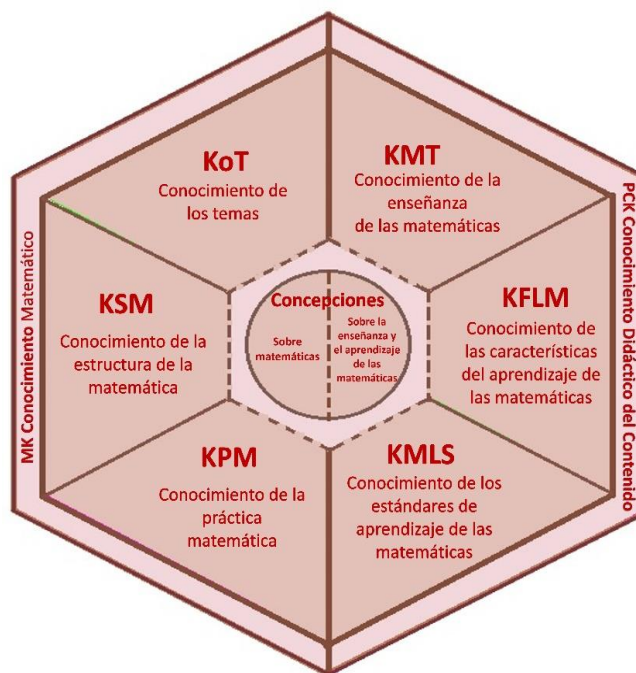 KoT
Conocimiento de
los temas
KMT
Conocimiento de la
enseñanza
de las matemáticas
KSM
Conocimiento de la
estructura de la
matemática
Concepciones
Sobre
matemáticas
Sobre la
enseñanza y
el aprendizaje
de las
matemáticas
KFLM
Conocimiento de
las características
del aprendizaje de
las matemáticas
KPM
Conocimiento de la
práctica
matemática
KMLS
Conocimiento de los
estándares de
aprendizaje de las
matemáticas
MK Conocimiento Matemático
PCK Conocimiento Didáctico del Contenido